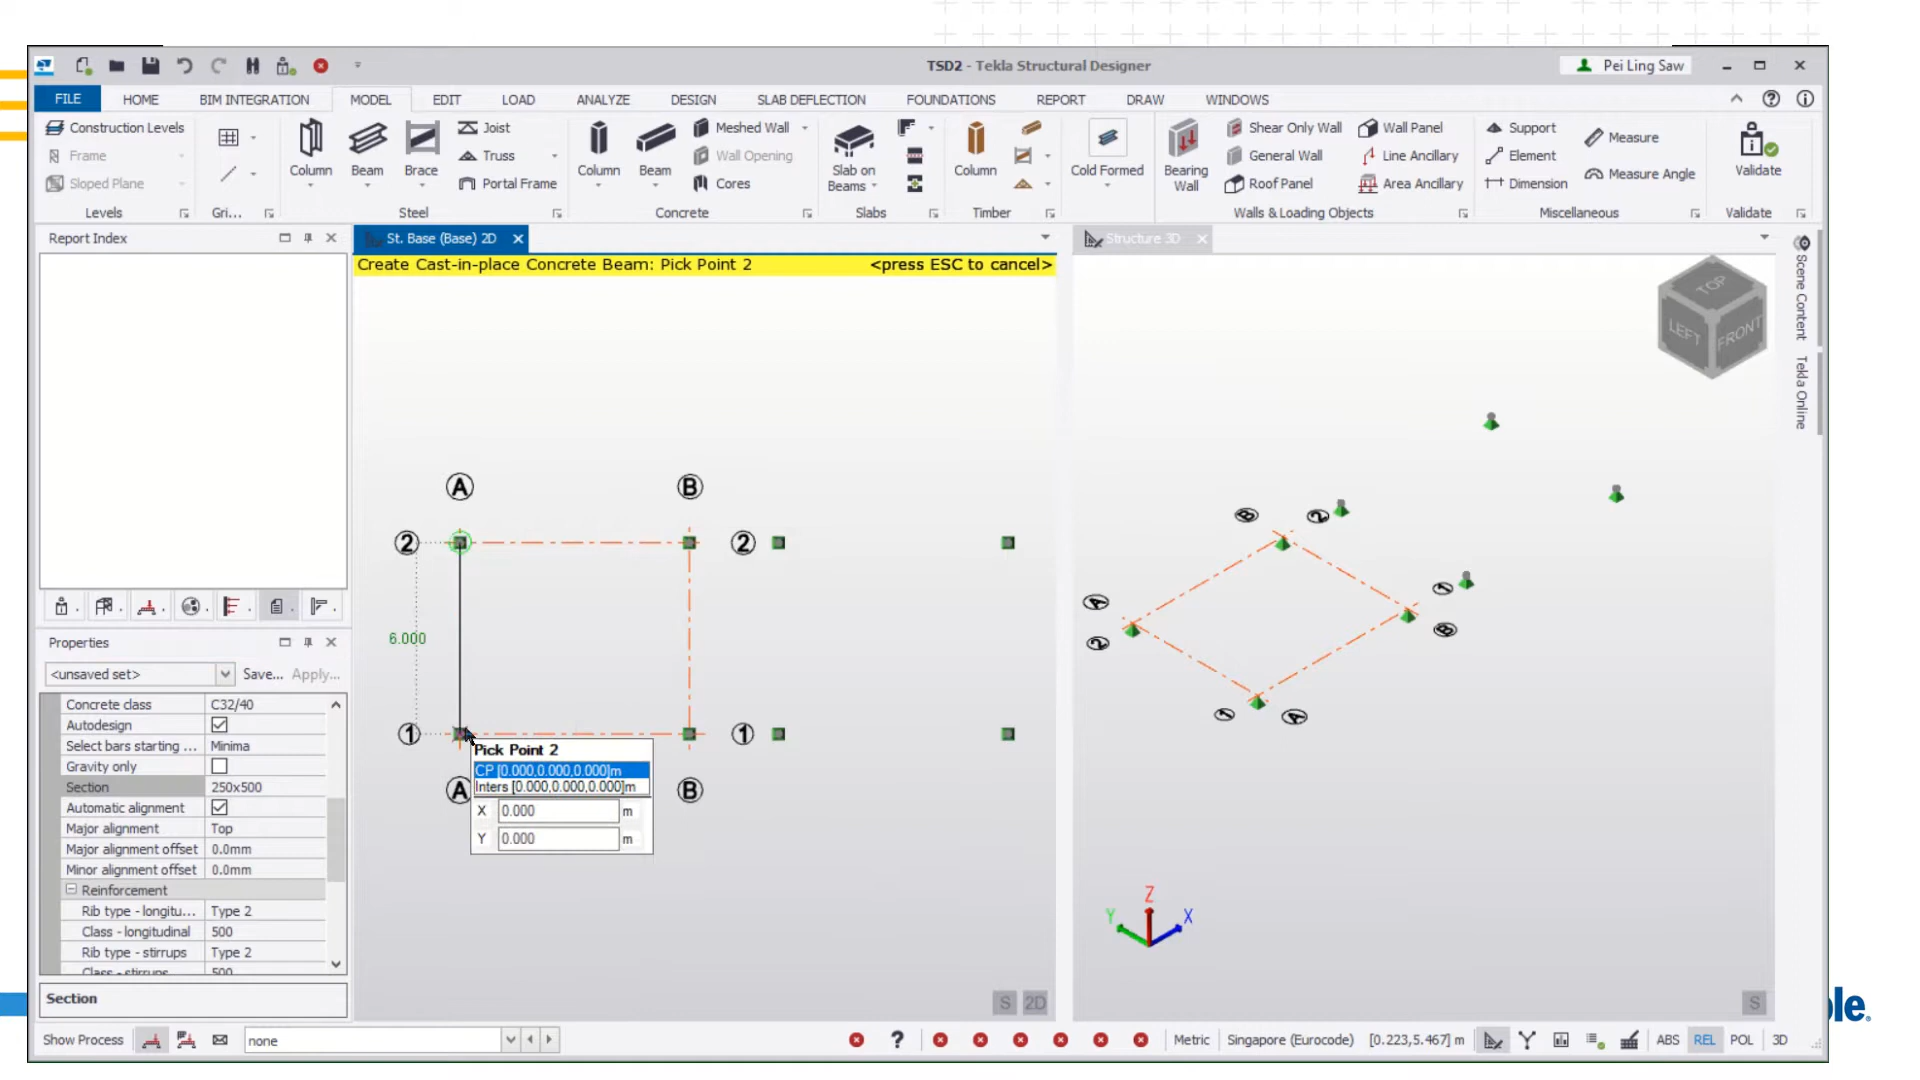 TSD2 - Tekla Structural Designer
Pei Ling Saw
FILE HOME BIM INTEGRATION MODEL EDIT LOAD ANALYZE DESIGN SLAB DEFLECTION FOUNDATIONS REPORT DRAW WINDOWS
Construction Levels
Frame
Sloped Plane
Levels
Gri...
Column
Beam
Brace
Joist
Truss
Portal Frame
Steel
Column
Beam
Meshed Wall
Wall Opening
Cores
Concrete
Slab on
Beams
Slabs
Column
Timber
Cold Formed
Bearing
Wall
Shear Only Wall
General Wall
Roof Panel
Wall Panel
Line Ancillary
Area Ancillary
Walls & Loading Objects
Support
Element
Dimension
Measure
Measure Angle
Miscellaneous
Validate
Validate
Report Index
St. Base (Base) 2D
Structure 3D
Create Cast-in-place Concrete Beam: Pick Point 2 <press ESC to cancel>
TOP
LEFT
FRONT
Scene Content
Tekla Online
A B
2 2
6.000
1 1
A B
Pick Point 2
CP [0.000,0.000,0.000]m
Inters [0.000,0.000,0.000]m
X 0.000 m
Y 0.000 m
B 2
A 1
2 B
1 A
Z
Y X
Properties
<unsaved set> Save... Apply...
Concrete class C32/40
Autodesign
Select bars starting ... Minima
Gravity only
Section 250x500
Automatic alignment
Major alignment Top
Major alignment offset 0.0mm
Minor alignment offset 0.0mm
Reinforcement
Rib type - longitu... Type 2
Class - longitudinal 500
Rib type - stirrups Type 2
Class - stirrups 500
Section
S 2D
S
ble.
Show Process none
Metric Singapore (Eurocode) [0.223,5.467] m ABS REL POL 3D